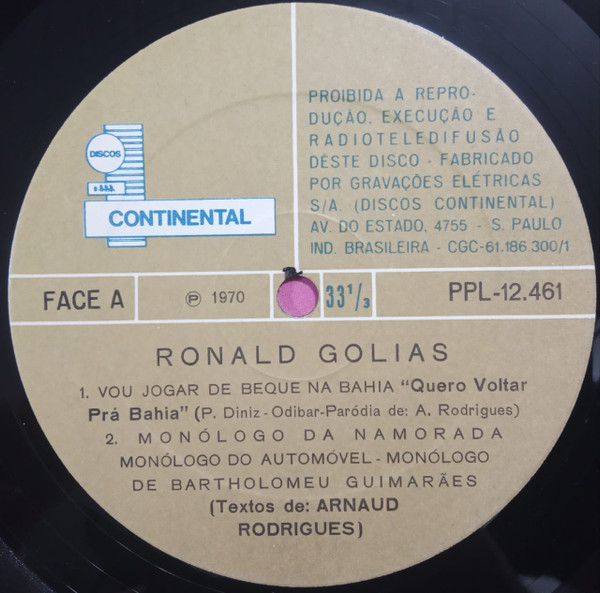 PROIBIDA A REPRO-
DUÇÃO, EXECUÇÃO E
RADIOTELEDIFUSÃO
DÊSTE DISCO - FABRICADO
POR GRAVAÇÕES ELÉTRICAS
S/A. (DISCOS CONTINENTAL)
AV. DO ESTADO, 4755 - S. PAULO
IND. BRASILEIRA - CGC-61.186.300/1
DISCOS
CONTINENTAL
FACE A
Ⓟ 1970
33 1/3
PPL-12.461
RONALD GOLIAS
1. VOU JOGAR DE BEQUE NA BAHIA “Quero Voltar
Prá Bahia” (P. Diniz - Odibar-Paródia de: A. Rodrigues)
2. MONÓLOGO DA NAMORADA
MONÓLOGO DO AUTOMÓVEL - MONÓLOGO
DE BARTHOLOMEU GUIMARÃES
(Textos de: ARNAUD
RODRIGUES)